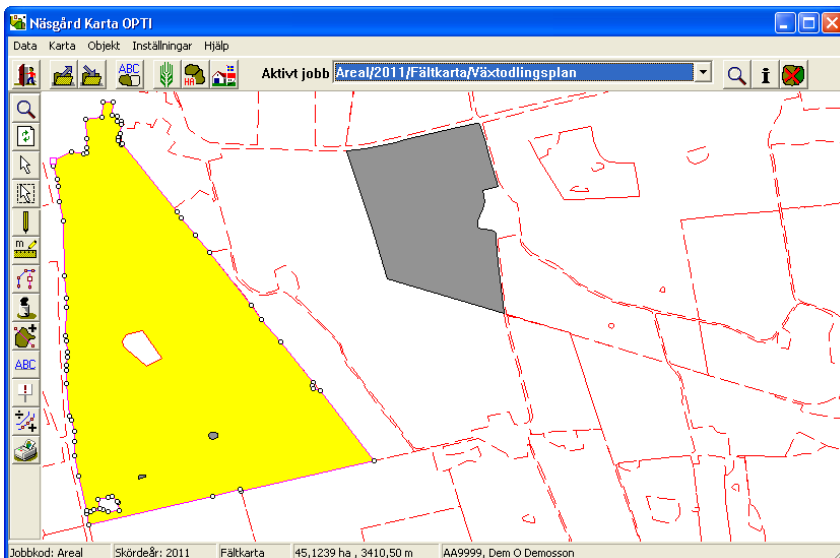 Näsgård Karta OPTI
Data Karta Objekt Inställningar Hjälp
ABC HA Aktivt jobb Areal/2011/Fältkarta/Växtodlingsplan i
m
ABC
Jobbkod: Areal Skördeår: 2011 Fältkarta 45,1239 ha , 3410,50 m AA9999, Dem O Demosson